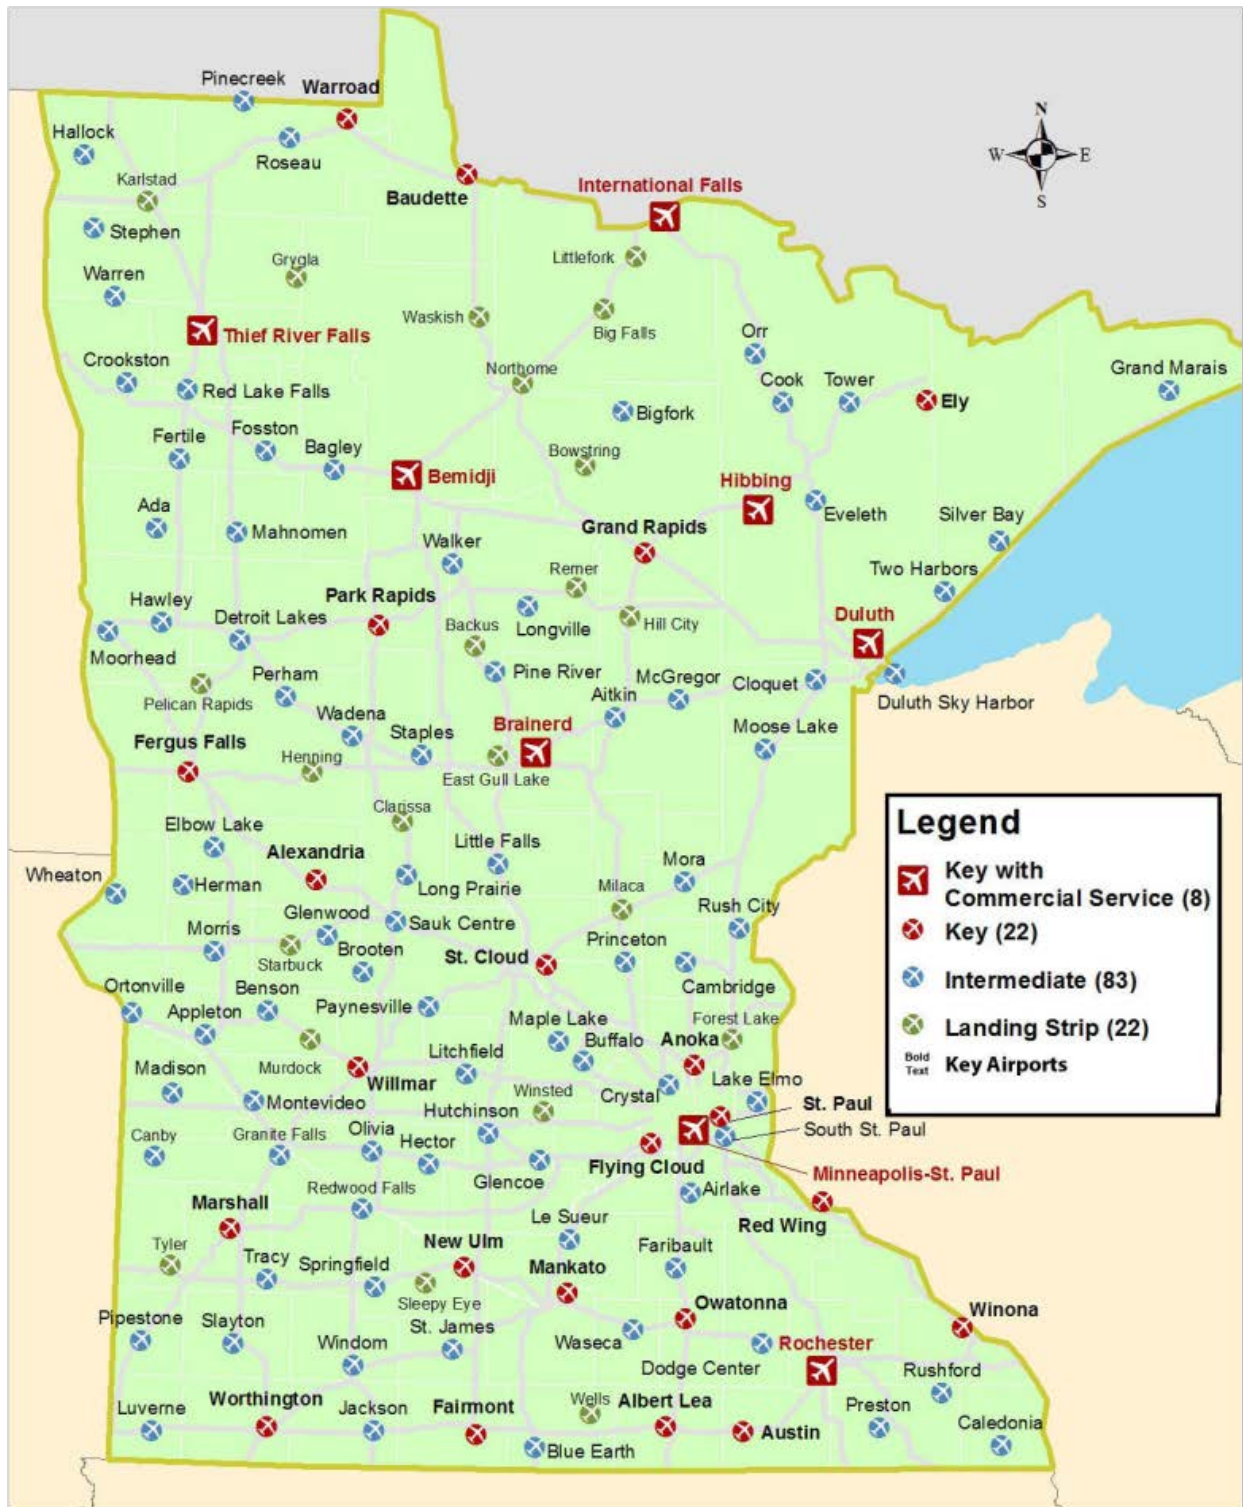 Pinecreek
Warroad
Hallock
Roseau
N
W
E
S
Karlstad
Baudette
International Falls
Stephen
Grygla
Littlefork
Warren
Waskish
Big Falls
Thief River Falls
Orr
Crookston
Northome
Grand Marais
Red Lake Falls
Cook
Tower
Ely
Bigfork
Fertile
Fosston
Bagley
Bowstring
Bemidji
Hibbing
Ada
Eveleth
Silver Bay
Mahnomen
Grand Rapids
Walker
Remer
Two Harbors
Park Rapids
Hawley
Detroit Lakes
Backus
Longville
Hill City
Duluth
Moorhead
Perham
Pine River
McGregor
Cloquet
Pelican Rapids
Aitkin
Duluth Sky Harbor
Wadena
Staples
Brainerd
Moose Lake
Fergus Falls
Henning
East Gull Lake
Clarissa
Elbow Lake
Alexandria
Little Falls
Mora
Wheaton
Herman
Long Prairie
Milaca
Rush City
Glenwood
Sauk Centre
Morris
Brooten
Princeton
Starbuck
St. Cloud
Ortonville
Benson
Paynesville
Cambridge
Appleton
Maple Lake
Forest Lake
Buffalo
Anoka
Madison
Murdock
Litchfield
Willmar
Winsted
Crystal
Lake Elmo
Montevideo
Hutchinson
St. Paul
Canby
Granite Falls
Olivia
Hector
South St. Paul
Flying Cloud
Glencoe
Minneapolis-St. Paul
Redwood Falls
Airlake
Marshall
Le Sueur
Red Wing
Tyler
Tracy
Springfield
New Ulm
Faribault
Mankato
Sleepy Eye
Owatonna
Winona
Pipestone
Slayton
St. James
Windom
Waseca
Rochester
Dodge Center
Rushford
Luverne
Worthington
Jackson
Fairmont
Wells
Albert Lea
Preston
Austin
Caledonia
Blue Earth
Legend
Key with
Commercial Service (8)
Key (22)
Intermediate (83)
Landing Strip (22)
Bold
Text
Key Airports